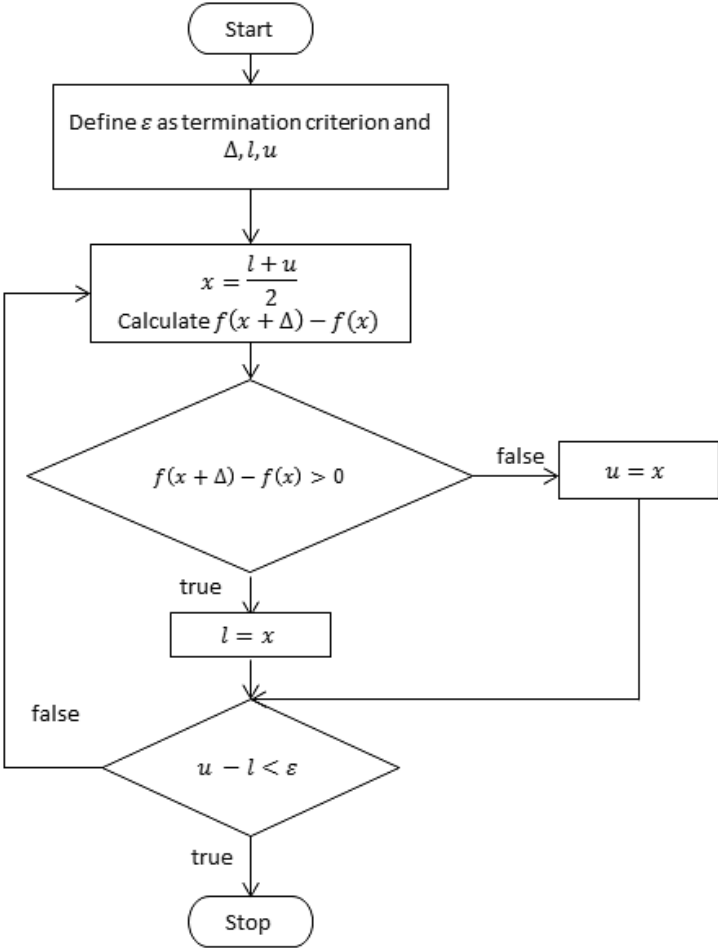 Start
Define ε as termination criterion and
Δ, l, u
x = (l + u)/2
Calculate f(x + Δ) − f(x)
f(x + Δ) − f(x) > 0
false
u = x
true
l = x
false
u − l < ε
true
Stop